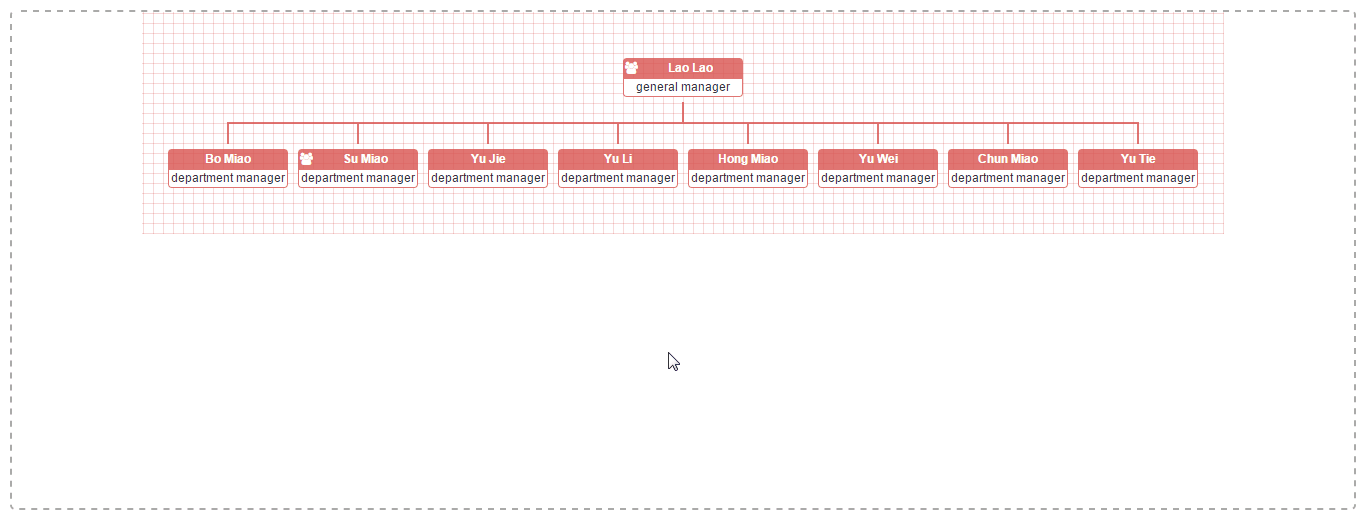 Lao Lao
general manager
Bo Miao
department manager
Su Miao
department manager
Yu Jie
department manager
Yu Li
department manager
Hong Miao
department manager
Yu Wei
department manager
Chun Miao
department manager
Yu Tie
department manager